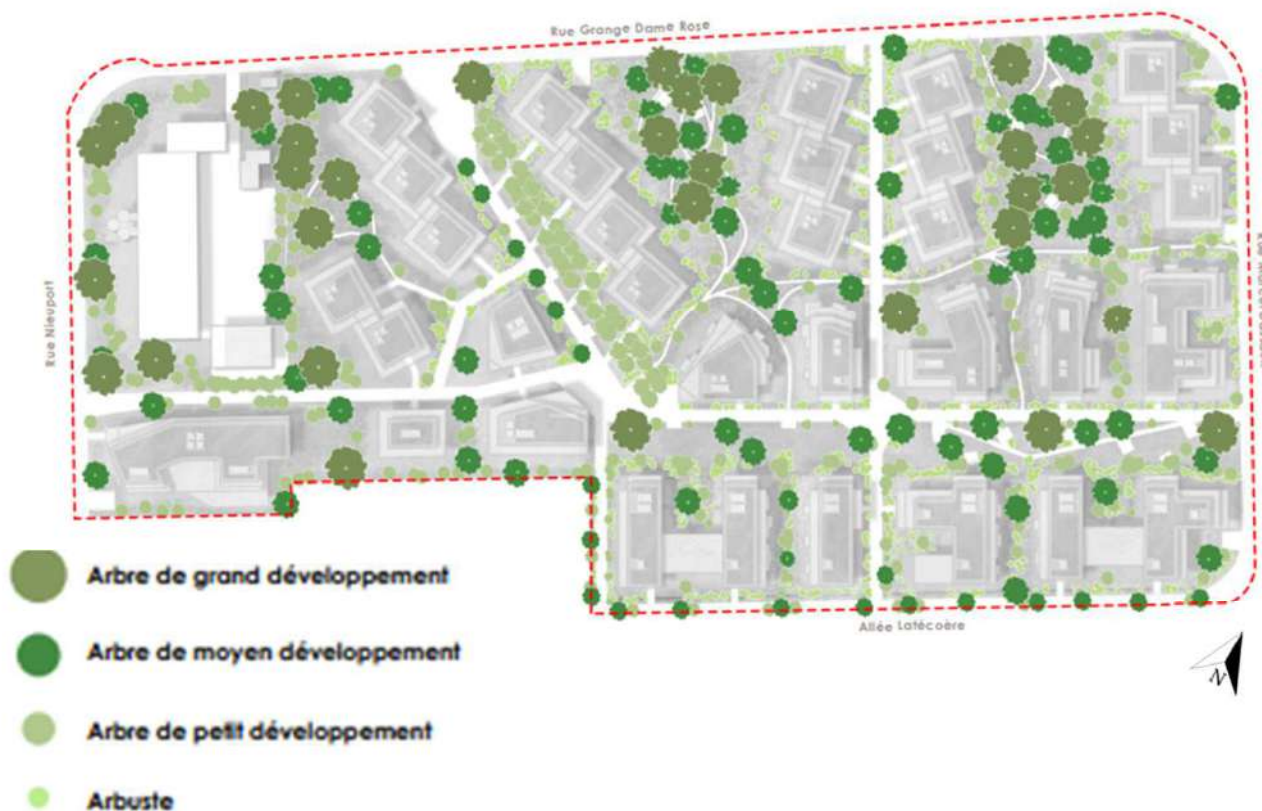 Rue Grange Dame Rose
Rue Nieuport
Allée Latécoère
N
Arbre de grand développement
Arbre de moyen développement
Arbre de petit développement
Arbuste